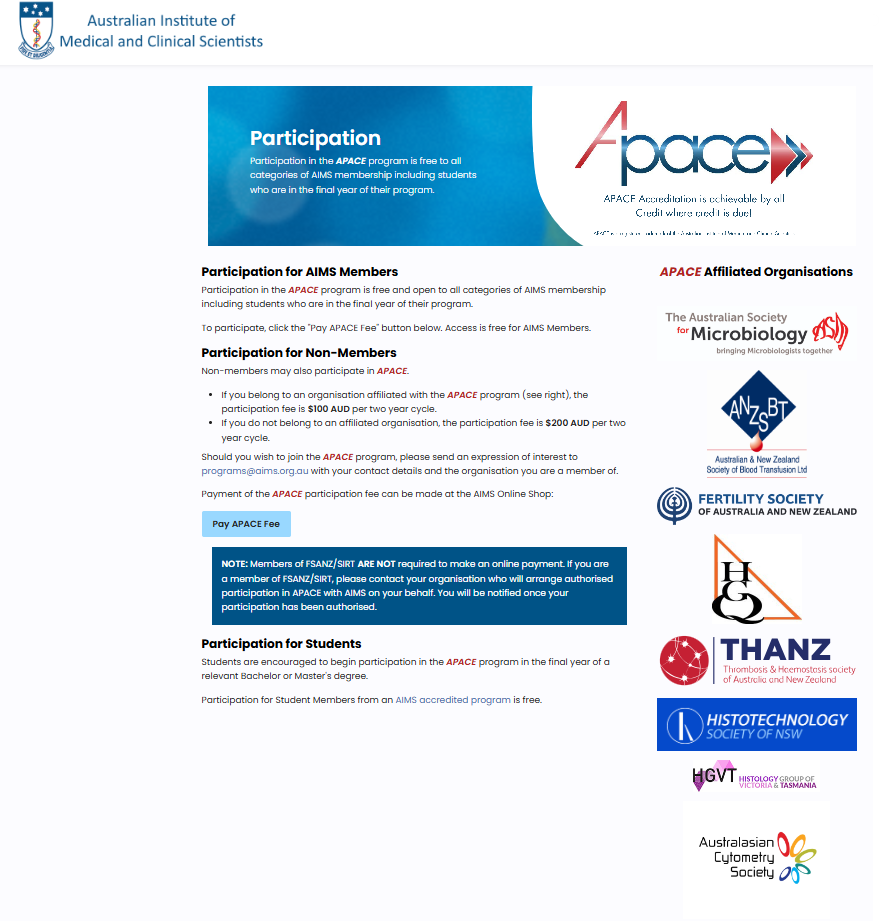 Australian Institute of
Medical and Clinical Scientists
Participation
Participation in the APACE program is free to all
categories of AIMS membership including students
who are in the final year of their program.
Apace
APACE Accreditation is achievable by all
Credit where credit is due!
Participation for AIMS Members
Participation in the APACE program is free and open to all categories of AIMS membership
including students who are in the final year of their program.
To participate, click the "Pay APACE Fee" button below. Access is free for AIMS Members.
Participation for Non-Members
Non-members may also participate in APACE.
• If you belong to an organisation affiliated with the APACE program (see right), the
participation fee is $100 AUD per two year cycle.
• If you do not belong to an affiliated organisation, the participation fee is $200 AUD per two
year cycle.
Should you wish to join the APACE program, please send an expression of interest to
programs@aims.org.au with your contact details and the organisation you are a member of.
Payment of the APACE participation fee can be made at the AIMS Online Shop:
Pay APACE Fee
NOTE: Members of FSANZ/SIRT ARE NOT required to make an online payment. If you are
a member of FSANZ/SIRT, please contact your organisation who will arrange authorised
participation in APACE with AIMS on your behalf. You will be notified once your
participation has been authorised.
Participation for Students
Students are encouraged to begin participation in the APACE program in the final year of a
relevant Bachelor or Master's degree.
Participation for Student Members from an AIMS accredited program is free.
APACE Affiliated Organisations
The Australian Society
for Microbiology
bringing Microbiologists together
ANZSBT
Australian & New Zealand
Society of Blood Transfusion Ltd
FERTILITY SOCIETY
OF AUSTRALIA AND NEW ZEALAND
HGQ
THANZ
Thrombosis & Haemostasis society
of Australia and New Zealand
HISTOTECHNOLOGY
SOCIETY OF NSW
HGVT
HISTOLOGY GROUP OF
VICTORIA & TASMANIA
Australasian
Cytometry
Society